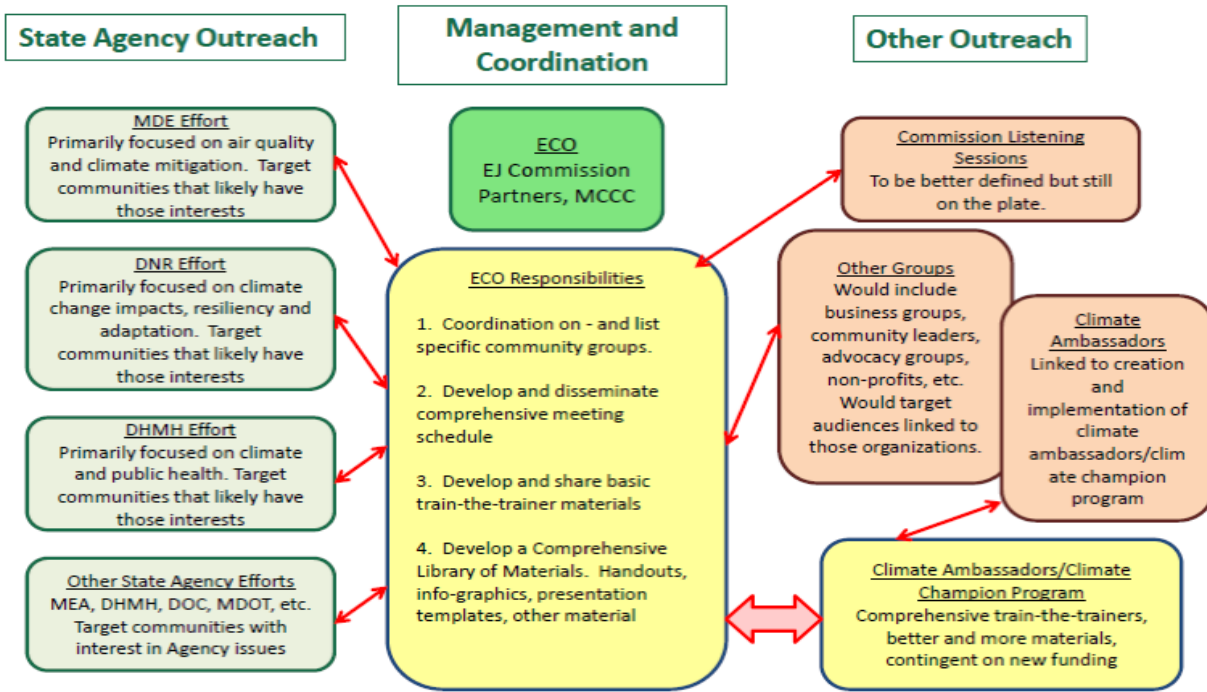 State Agency Outreach
MDE Effort
Primarily focused on air quality
and climate mitigation.  Target
communities that likely have
those interests
DNR Effort
Primarily focused on climate
change impacts, resiliency and
adaptation.  Target
communities that likely have
those interests
DHMH Effort
Primarily focused on climate
and public health. Target
communities that likely have
those interests
Other State Agency Efforts
MEA, DHMH, DOC, MDOT, etc.
Target communities with
interest in Agency issues
Management and
Coordination
ECO
EJ Commission
Partners, MCCC
ECO Responsibilities
1.  Coordination on - and list
specific community groups.
2.  Develop and disseminate
comprehensive meeting
schedule
3.  Develop and share basic
train-the-trainer materials
4.  Develop a Comprehensive
Library of Materials.  Handouts,
info-graphics, presentation
templates, other material
Other Outreach
Commission Listening
Sessions
To be better defined but still
on the plate.
Other Groups
Would include
business groups,
community leaders,
advocacy groups,
non-profits, etc.
Would target
audiences linked to
those organizations.
Climate
Ambassadors
Linked to creation
and
implementation of
climate
ambassadors/clim
ate champion
program
Climate Ambassadors/Climate
Champion Program
Comprehensive train-the-trainers,
better and more materials,
contingent on new funding